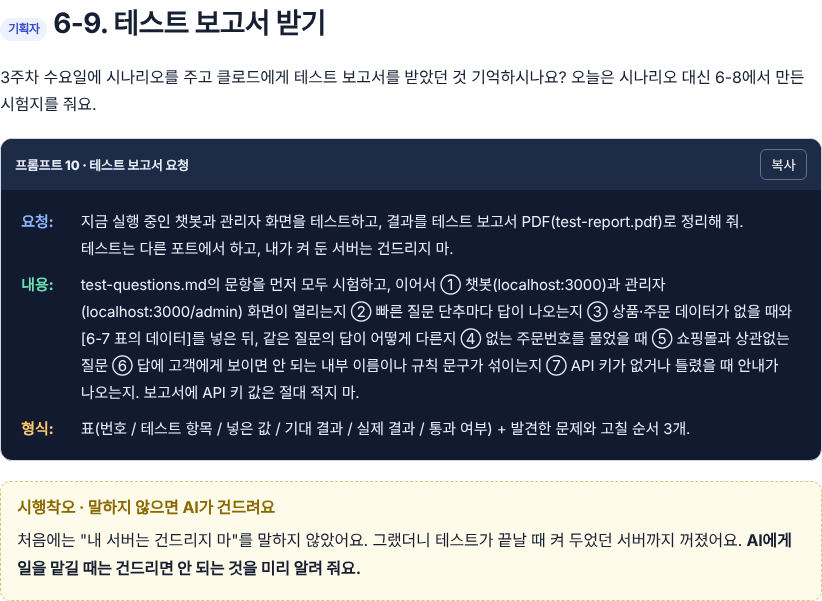 기획자 6-9. 테스트 보고서 받기
3주차 수요일에 시나리오를 주고 클로드에게 테스트 보고서를 받았던 것 기억하시나요? 오늘은 시나리오 대신 6-8에서 만든
시험지를 줘요.
프롬프트 10 · 테스트 보고서 요청
복사
요청: 지금 실행 중인 챗봇과 관리자 화면을 테스트하고, 결과를 테스트 보고서 PDF(test-report.pdf)로 정리해 줘.
테스트는 다른 포트에서 하고, 내가 켜 둔 서버는 건드리지 마.
내용: test-questions.md의 문항을 먼저 모두 시험하고, 이어서 ① 챗봇(localhost:3000)과 관리자
(localhost:3000/admin) 화면이 열리는지 ② 빠른 질문 단추마다 답이 나오는지 ③ 상품·주문 데이터가 없을 때와
[6-7 표의 데이터]를 넣은 뒤, 같은 질문의 답이 어떻게 다른지 ④ 없는 주문번호를 물었을 때 ⑤ 쇼핑몰과 상관없는
질문 ⑥ 답에 고객에게 보이면 안 되는 내부 이름이나 규칙 문구가 섞이는지 ⑦ API 키가 없거나 틀렸을 때 안내가
나오는지. 보고서에 API 키 값은 절대 적지 마.
형식: 표(번호 / 테스트 항목 / 넣은 값 / 기대 결과 / 실제 결과 / 통과 여부) + 발견한 문제와 고칠 순서 3개.
시행착오 · 말하지 않으면 AI가 건드려요
처음에는 "내 서버는 건드리지 마"를 말하지 않았어요. 그랬더니 테스트가 끝날 때 켜 두었던 서버까지 꺼졌어요. AI에게
일을 맡길 때는 건드리면 안 되는 것을 미리 알려 줘요.